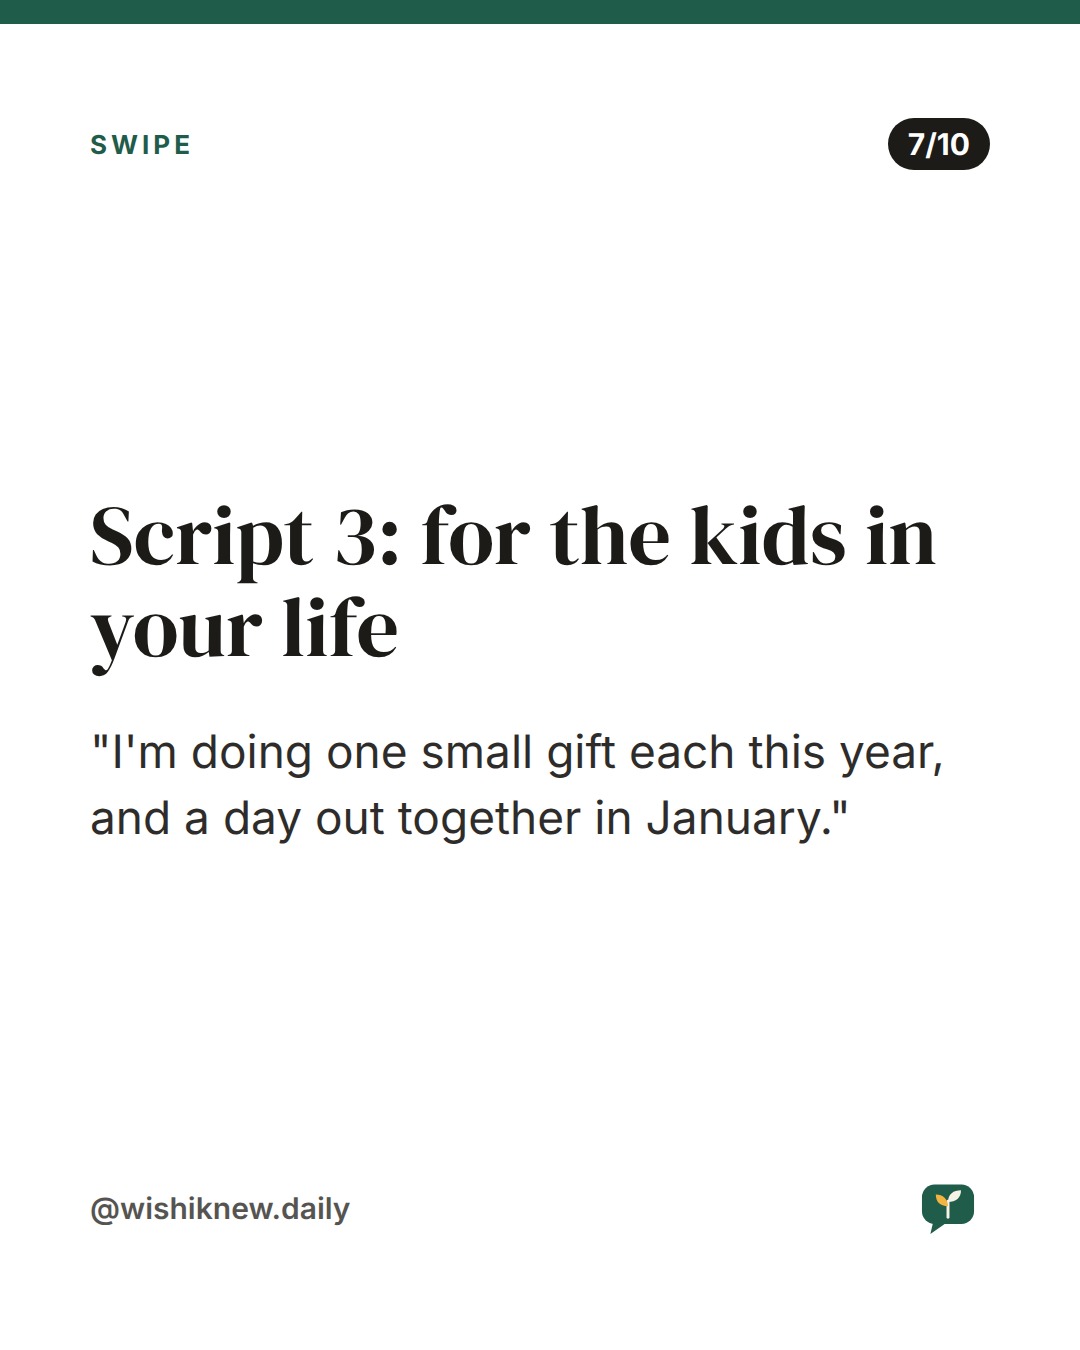 SWIPE
7/10
Script 3: for the kids in
your life
"I'm doing one small gift each this year,
and a day out together in January."
@wishiknew.daily